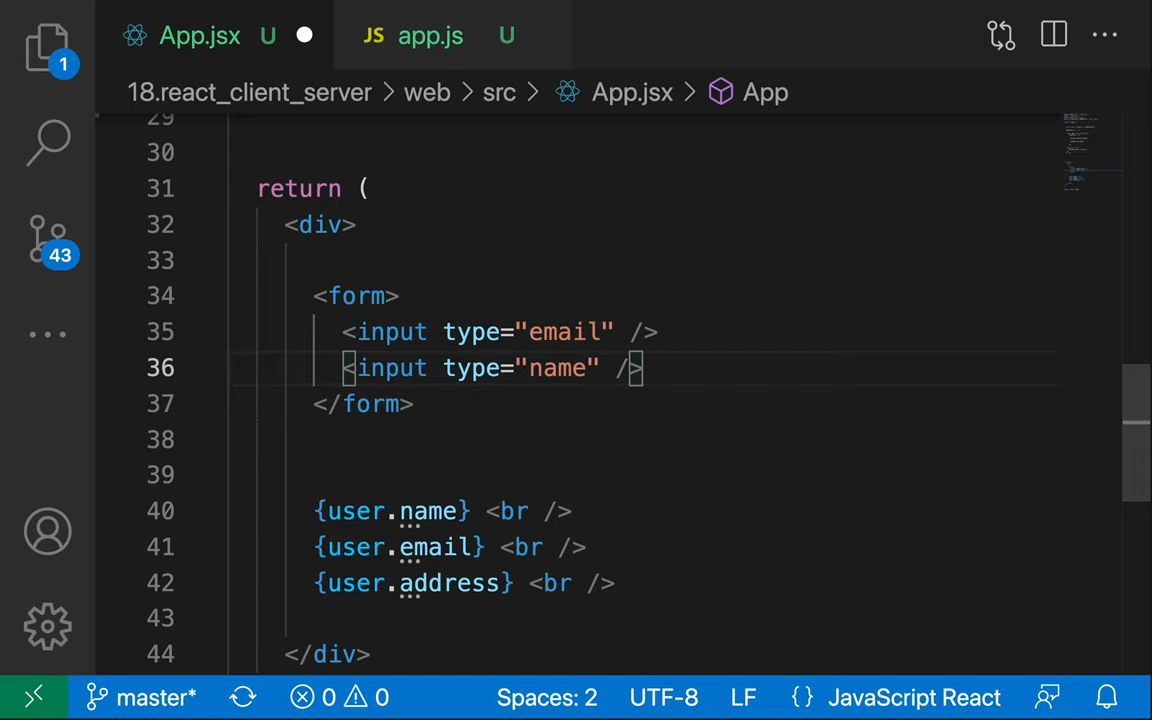 App.jsx U JS app.js U
1
18.react_client_server > web > src > App.jsx > App
29
30
31 return (
32 <div>
33
34 <form>
35 <input type="email" />
36 <input type="name" />
37 </form>
38
39
40 {user.name} <br />
41 {user.email} <br />
42 {user.address} <br />
43
44 </div>
43
master* 0 0 Spaces: 2 UTF-8 LF {} JavaScript React